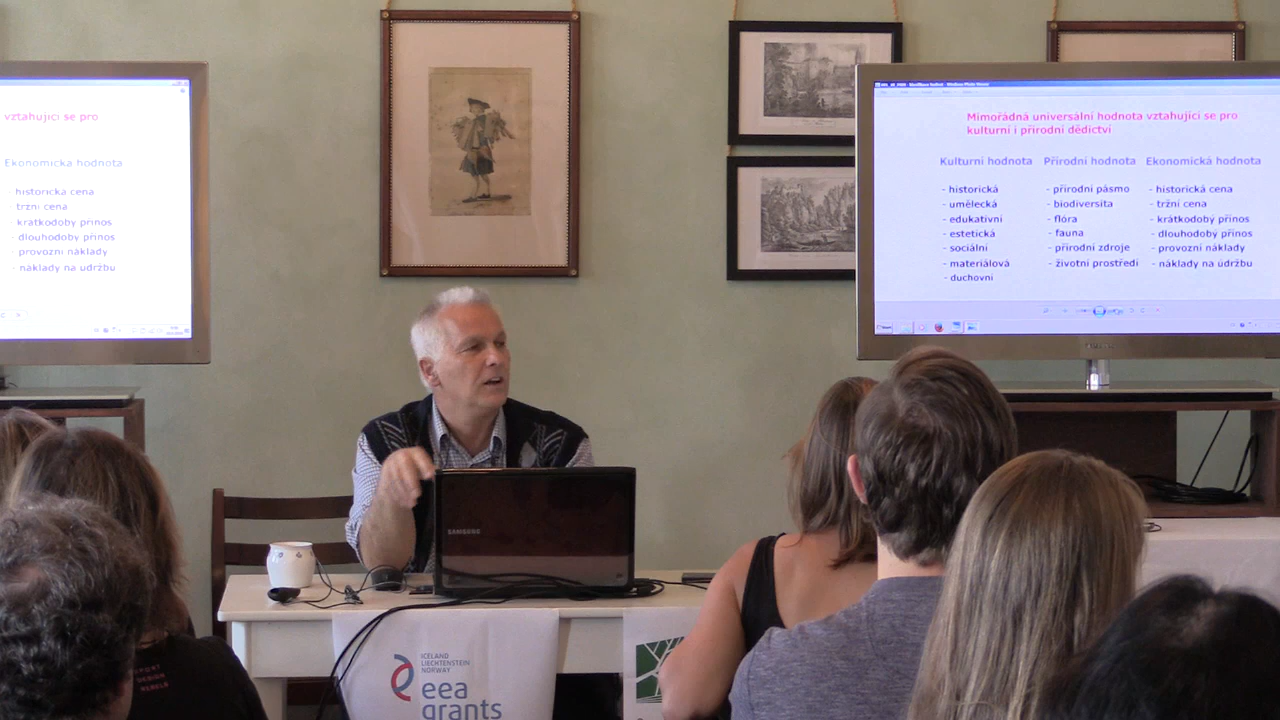 vztahující se pro
Ekonomická hodnota
- historická cena
- tržní cena
- krátkodobý přínos
- dlouhodobý přínos
- provozní náklady
- náklady na údržbu
Mimořádná universální hodnota vztahující se pro
kulturní i přírodní dědictví
Kulturní hodnota
- historická
- umělecká
- edukativní
- estetická
- sociální
- materiálová
- duchovní
Přírodní hodnota
- přírodní pásmo
- biodiversita
- flóra
- fauna
- přírodní zdroje
- životní prostředí
Ekonomická hodnota
- historická cena
- tržní cena
- krátkodobý přínos
- dlouhodobý přínos
- provozní náklady
- náklady na údržbu
SAMSUNG
SAMSUNG
ICELAND
LIECHTENSTEIN
NORWAY
eea
grants
DESIGN
REBELS